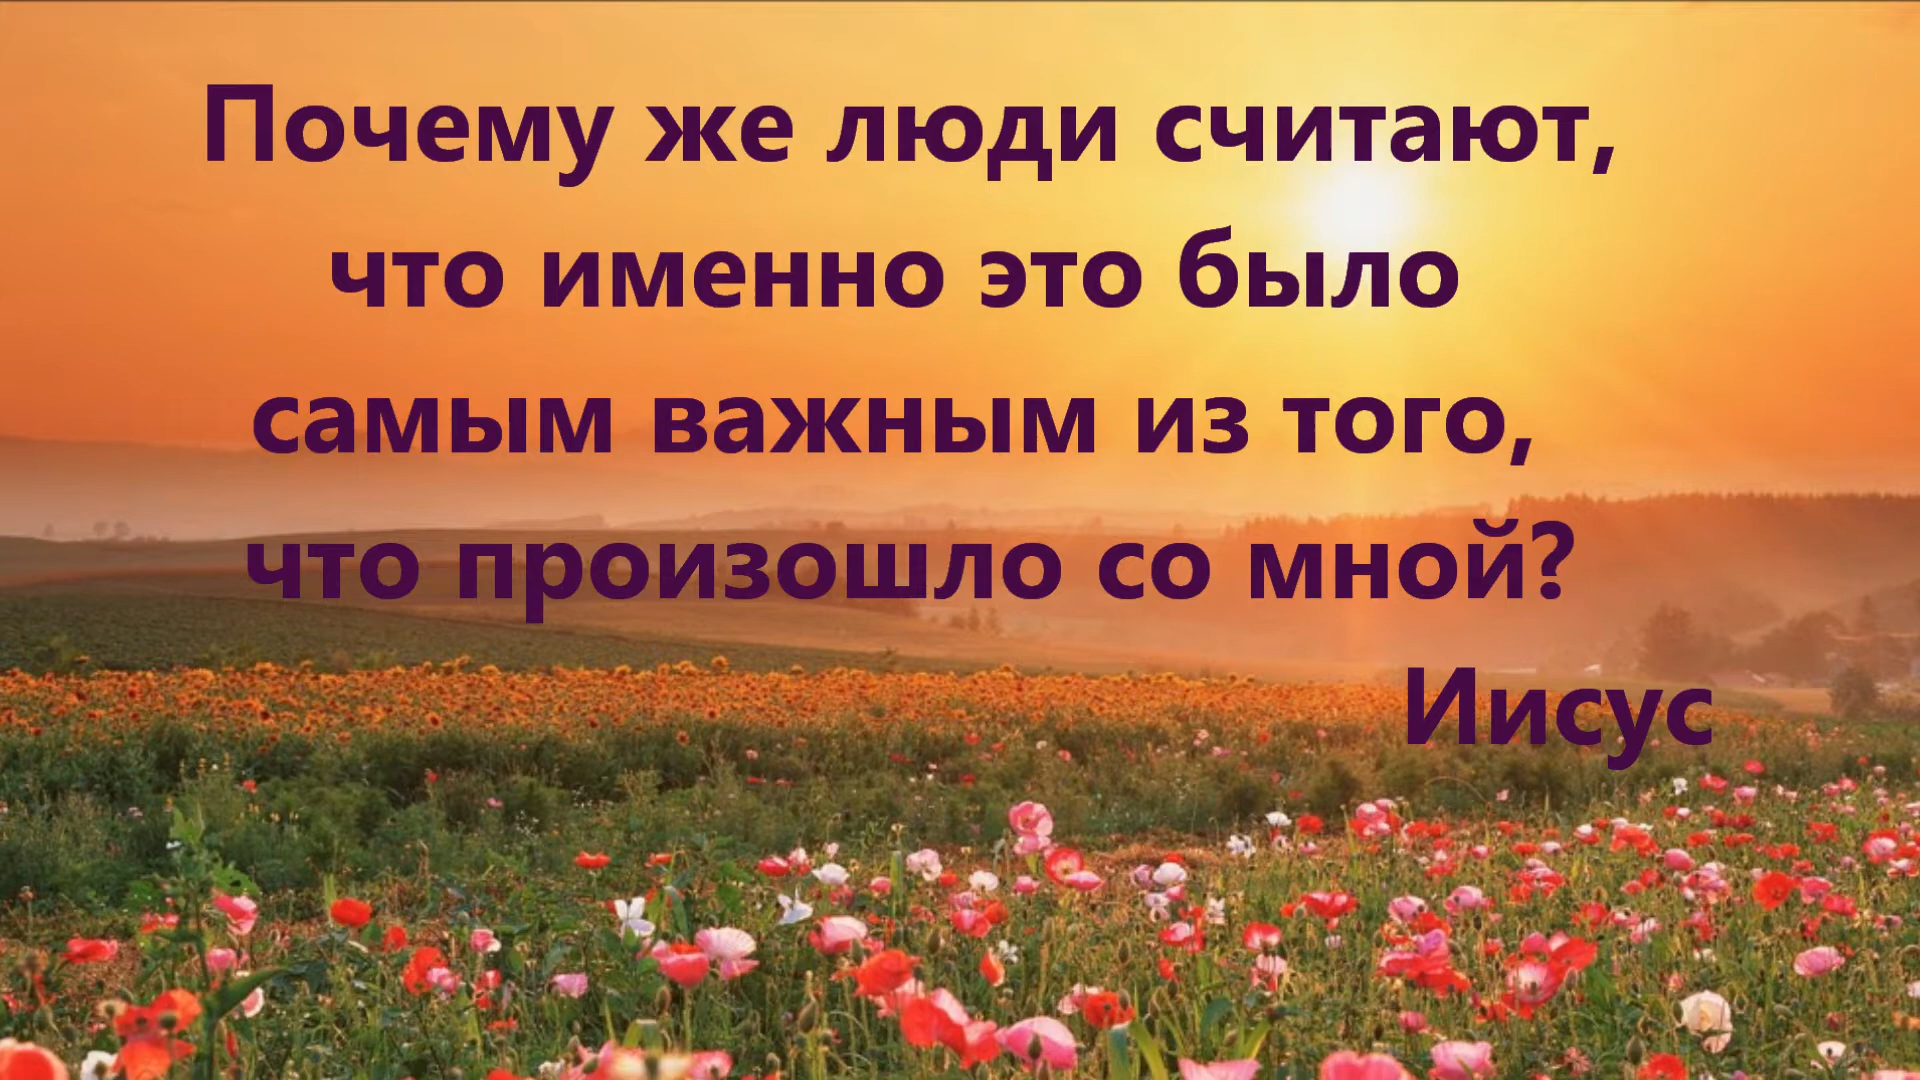 Почему же люди считают,
что именно это было
самым важным из того,
что произошло со мной?
Иисус